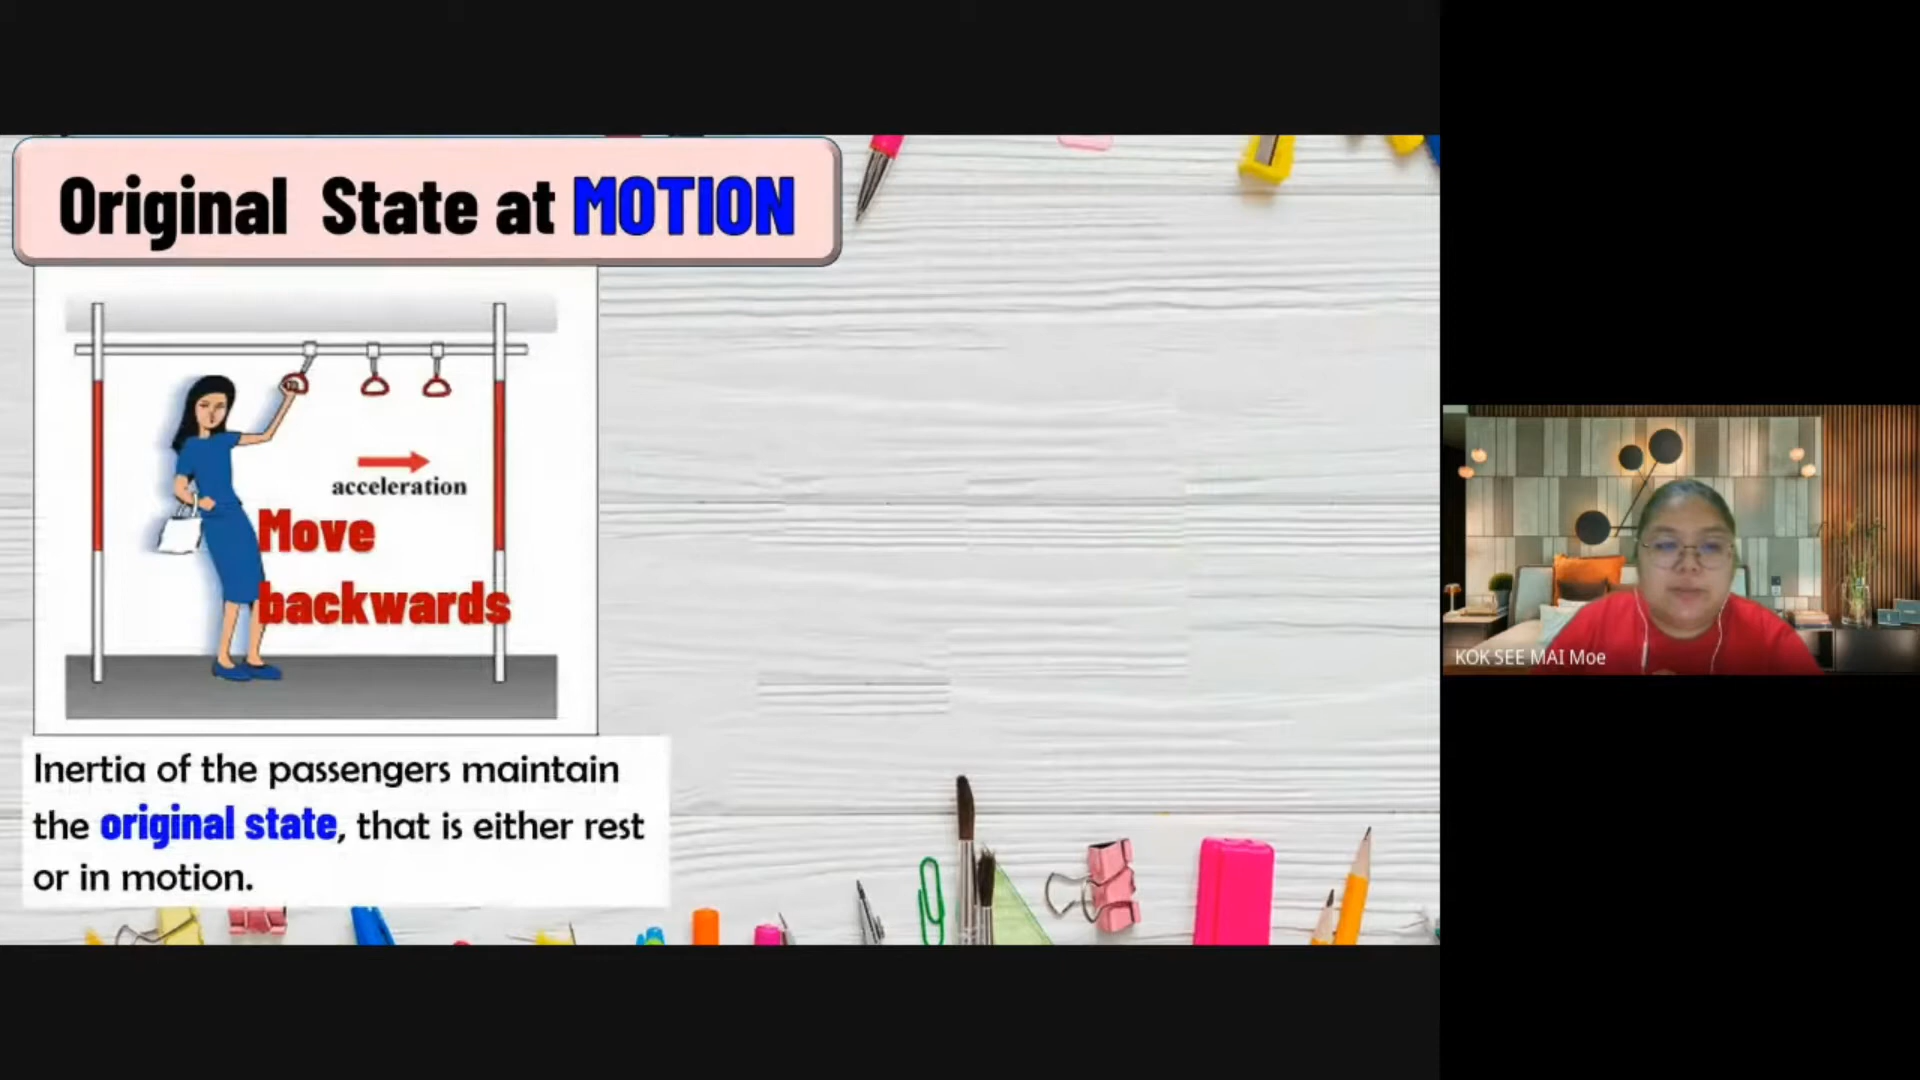 Original State at MOTION
acceleration
Move
backwards
Inertia of the passengers maintain
the original state, that is either rest
or in motion.
KOK SEE MAI Moe